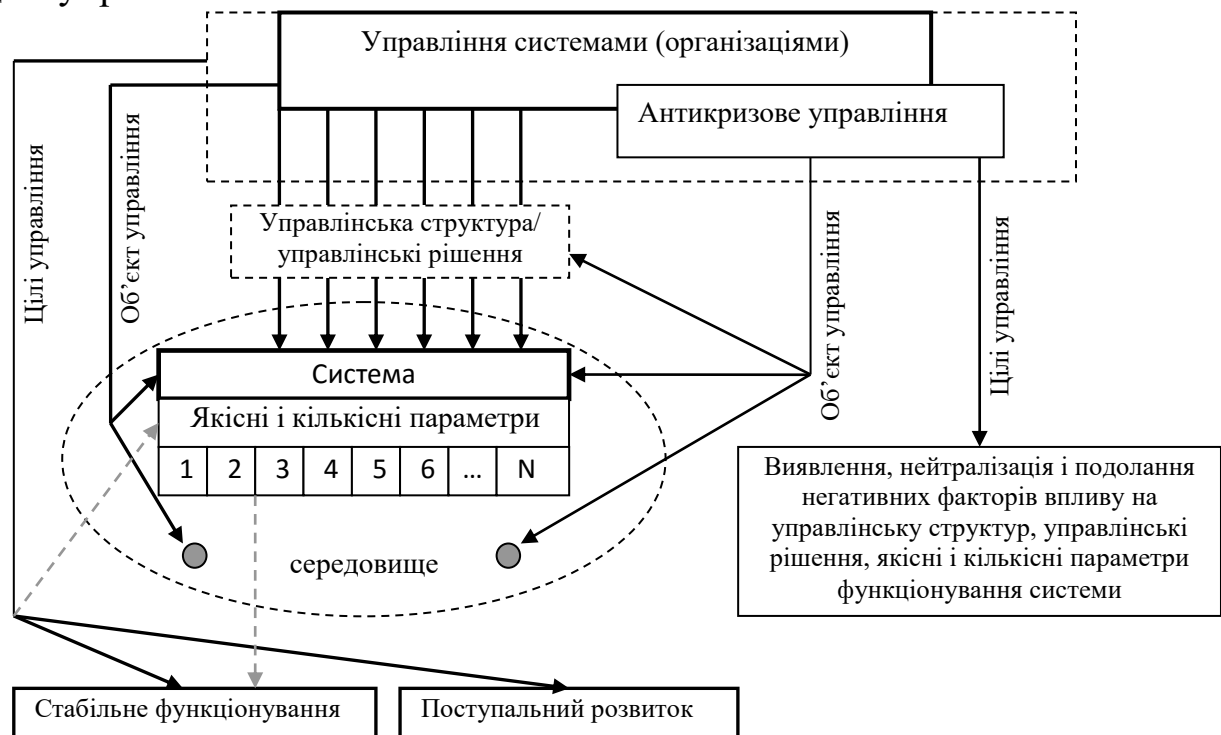 Управління системами (організаціями)
Антикризове управління
Цілі управління
Об’єкт управління
Управлінська структура/
управлінські рішення
Об’єкт управління
Цілі управління
Система
Якісні і кількісні параметри
1 2 3 4 5 6 ... N
середовище
Виявлення, нейтралізація і подолання
негативних факторів впливу на
управлінську структур, управлінські
рішення, якісні і кількісні параметри
функціонування системи
Стабільне функціонування
Поступальний розвиток